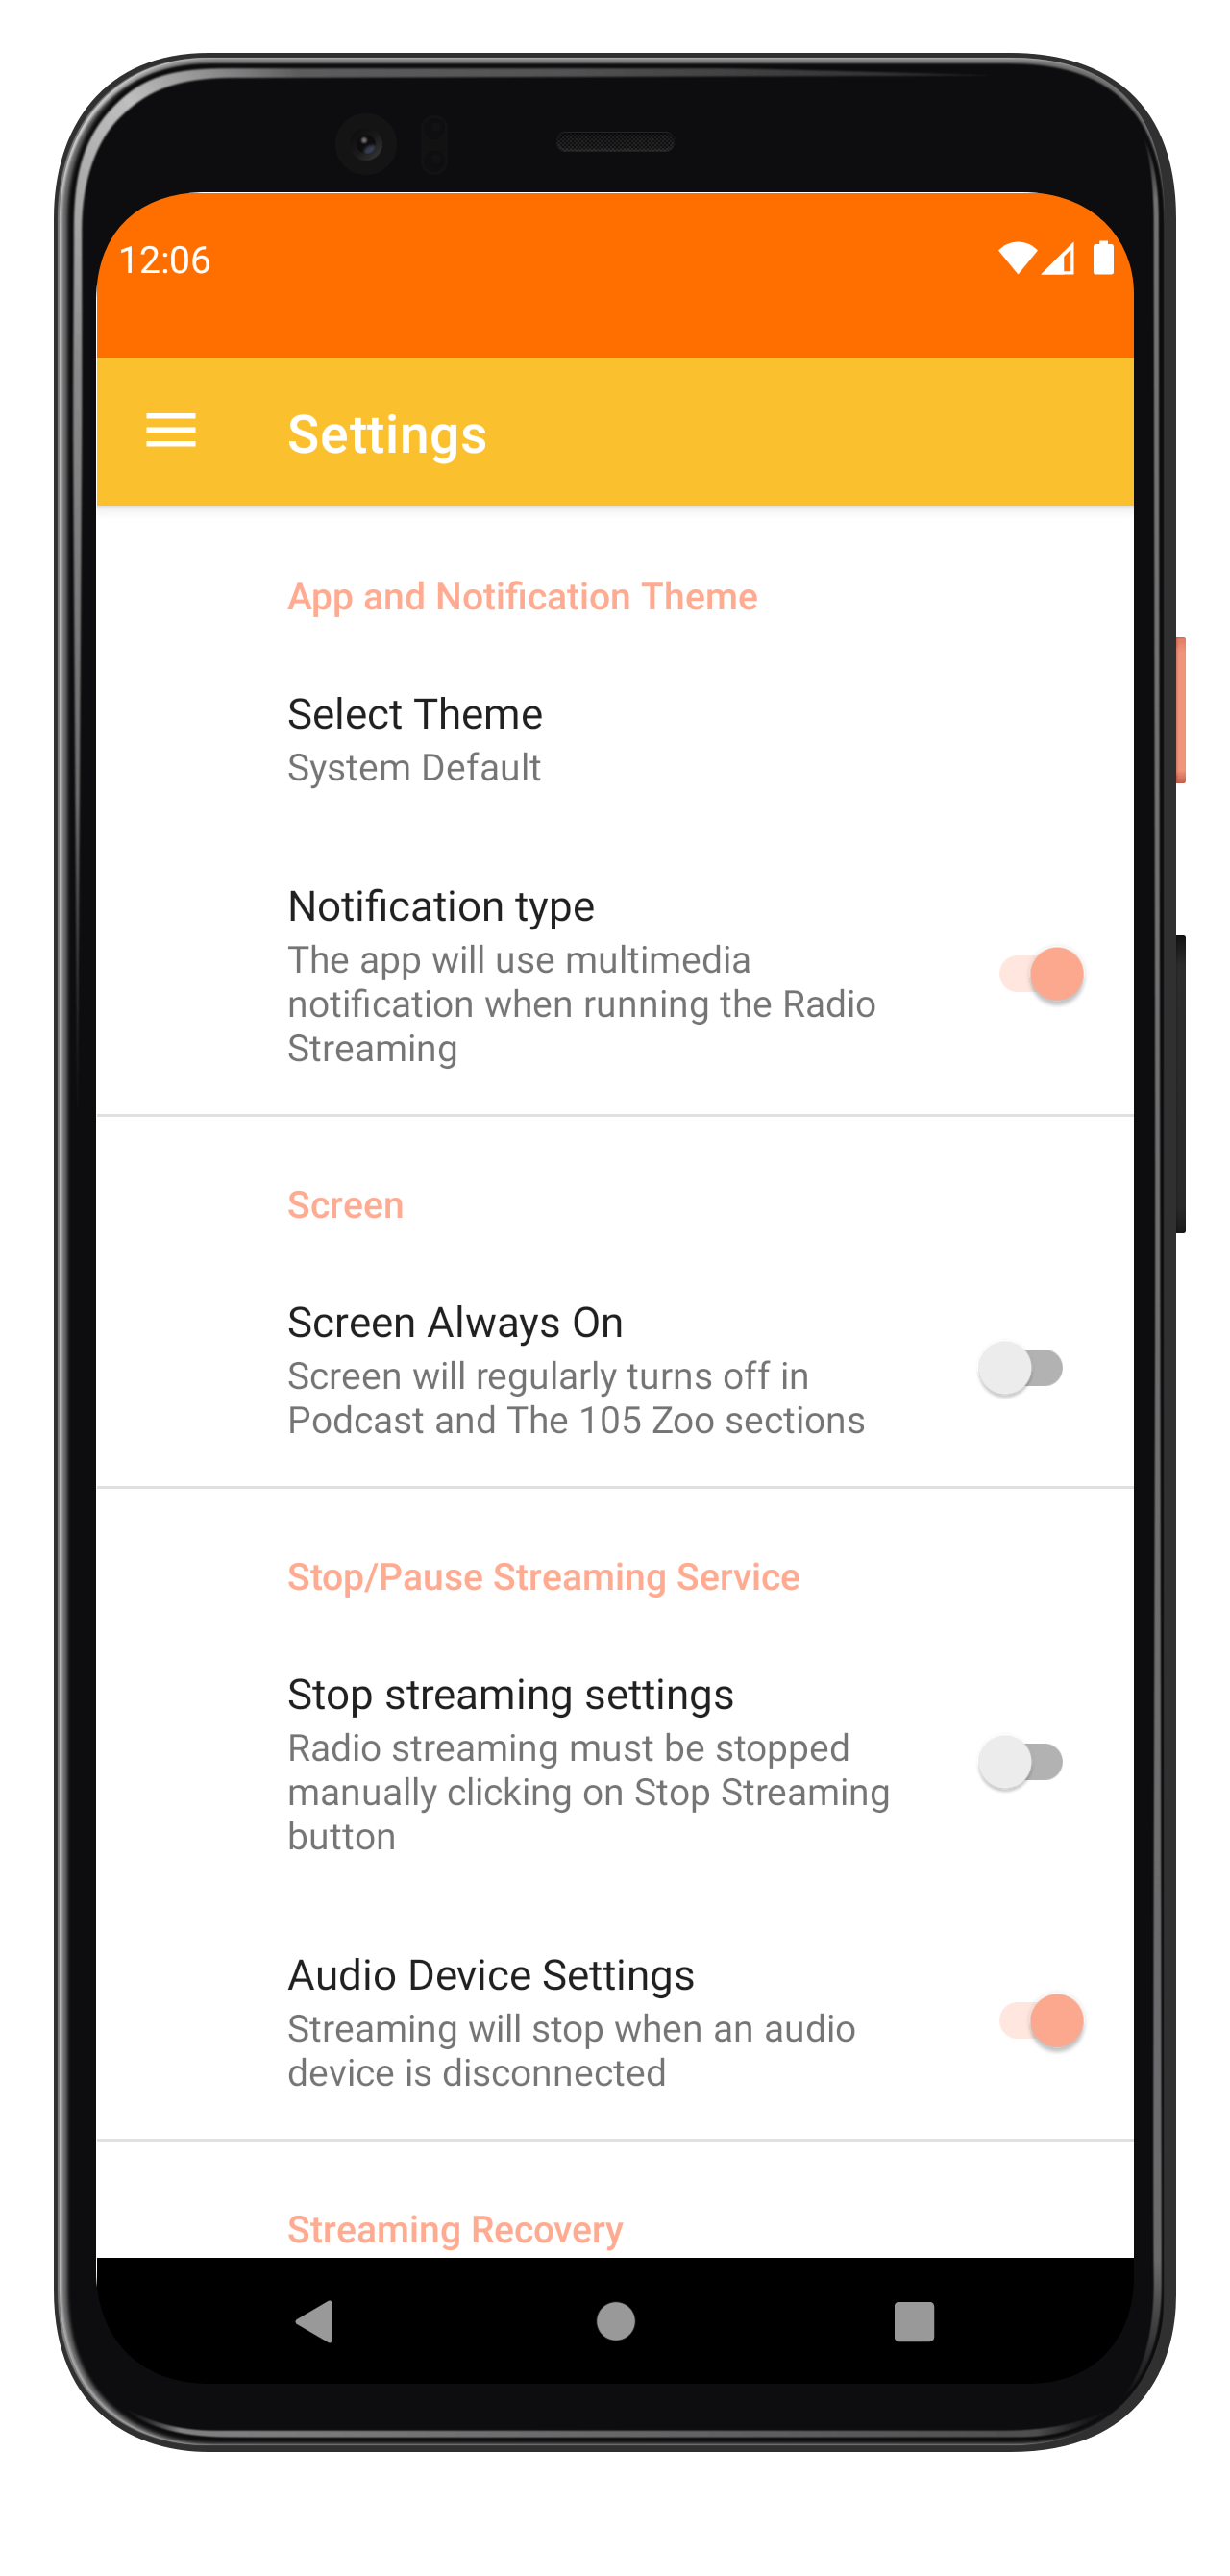 12:06
Settings
App and Notification Theme
Select Theme
System Default
Notification type
The app will use multimedia
notification when running the Radio
Streaming
Screen
Screen Always On
Screen will regularly turns off in
Podcast and The 105 Zoo sections
Stop/Pause Streaming Service
Stop streaming settings
Radio streaming must be stopped
manually clicking on Stop Streaming
button
Audio Device Settings
Streaming will stop when an audio
device is disconnected
Streaming Recovery